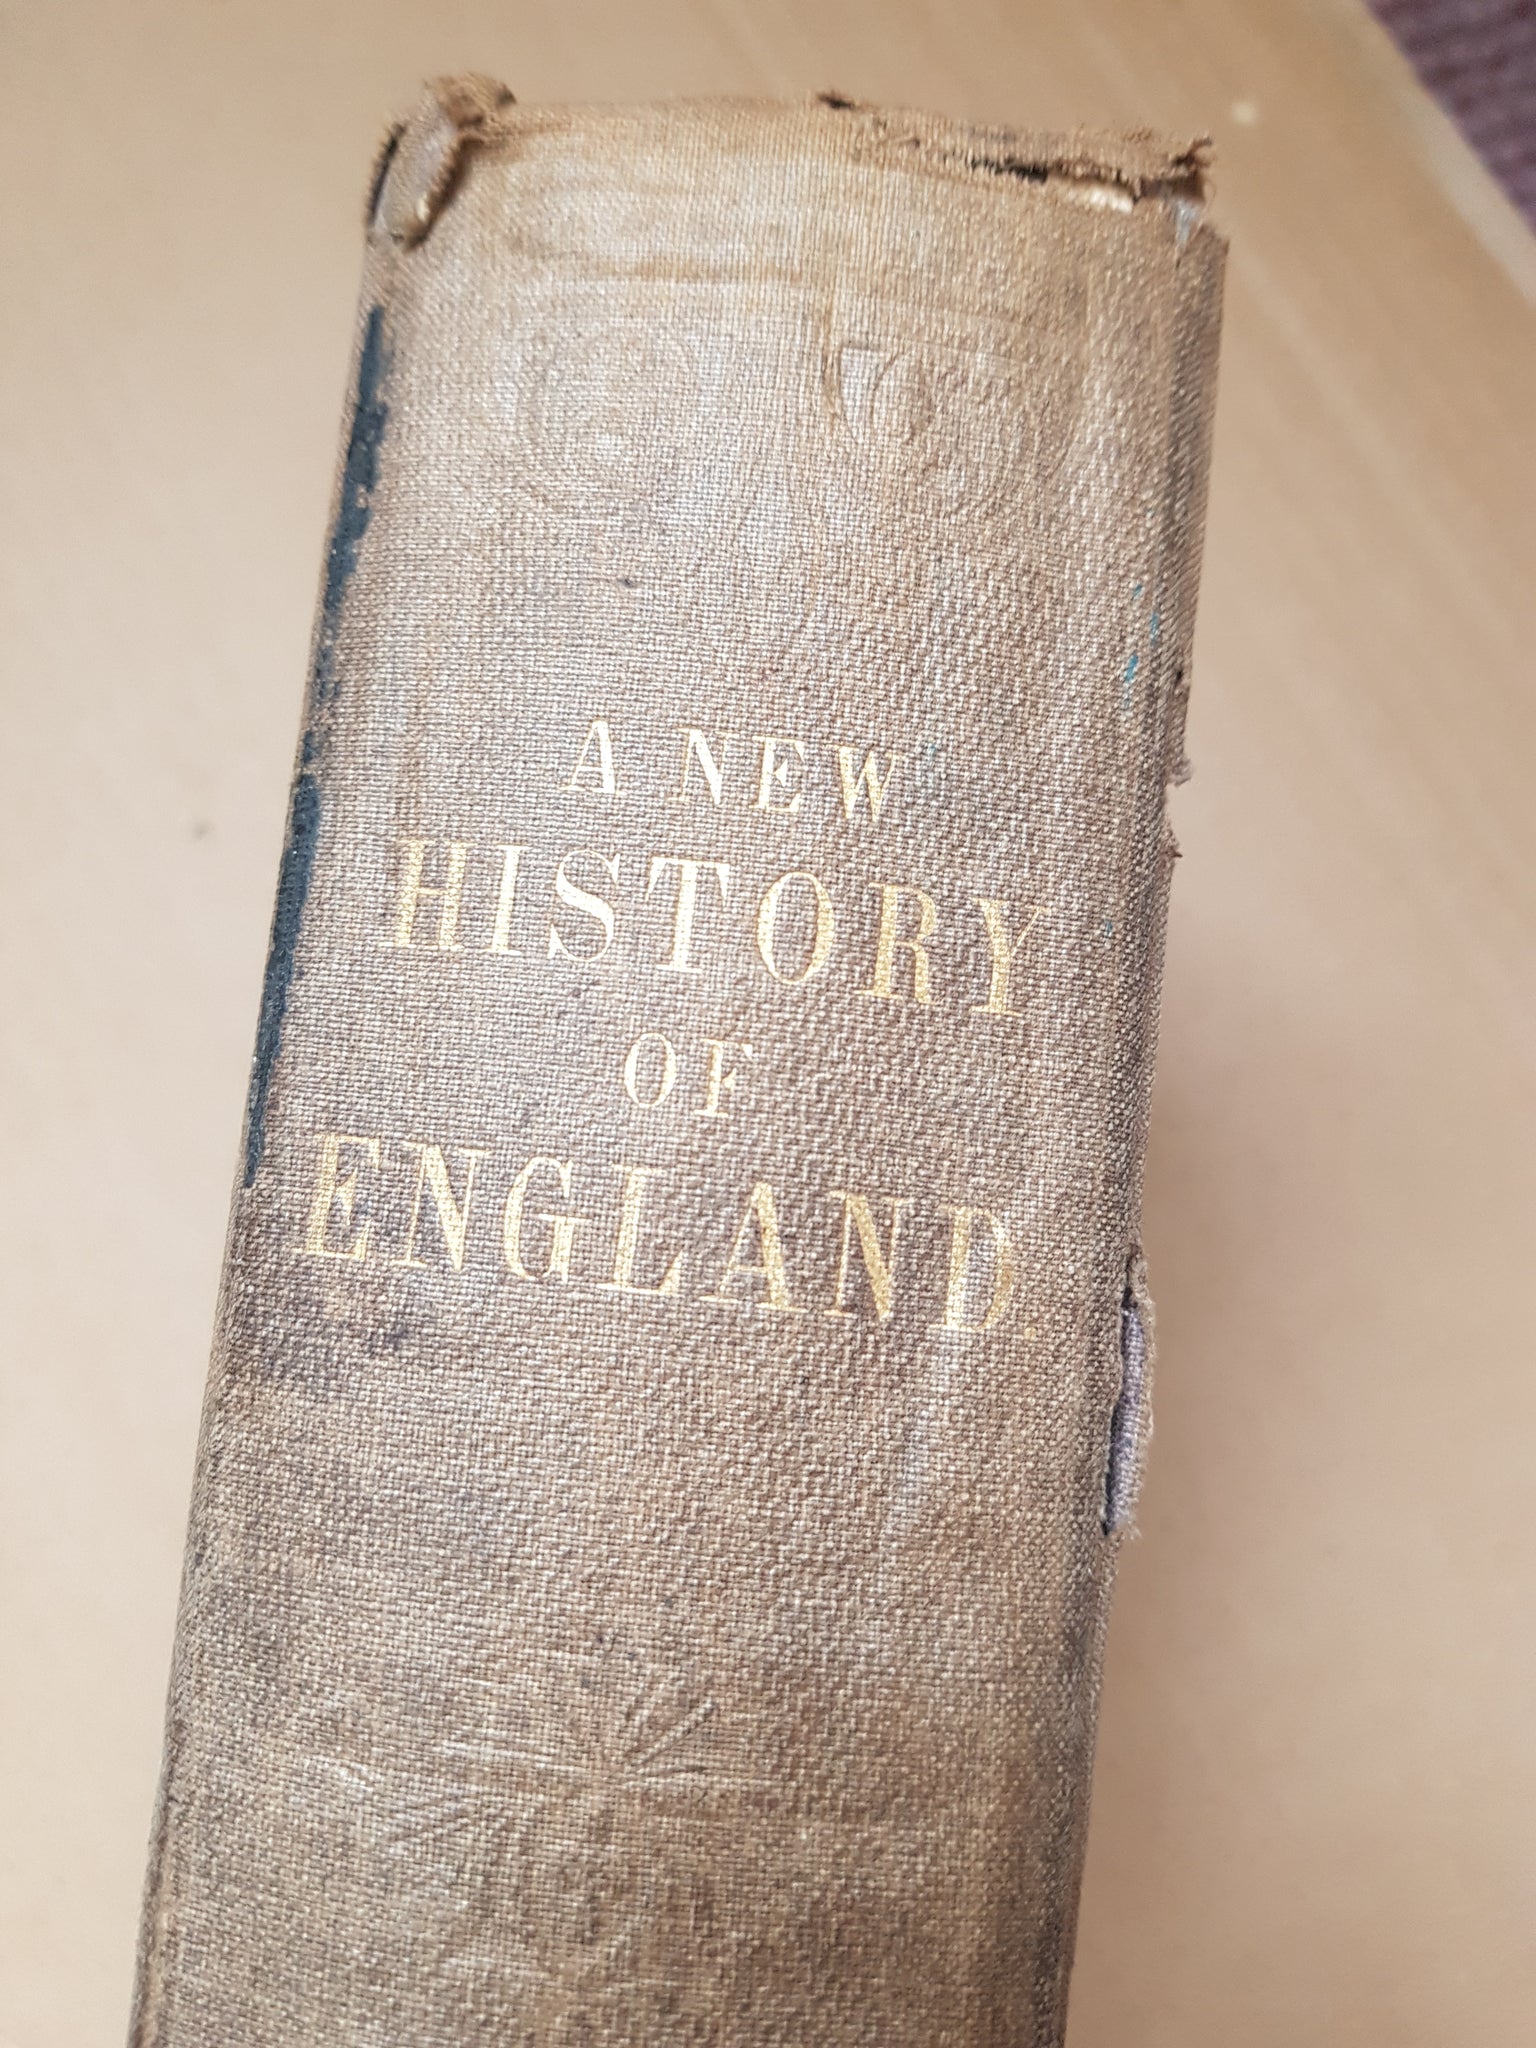 A NEW
HISTORY
OF
ENGLAND.